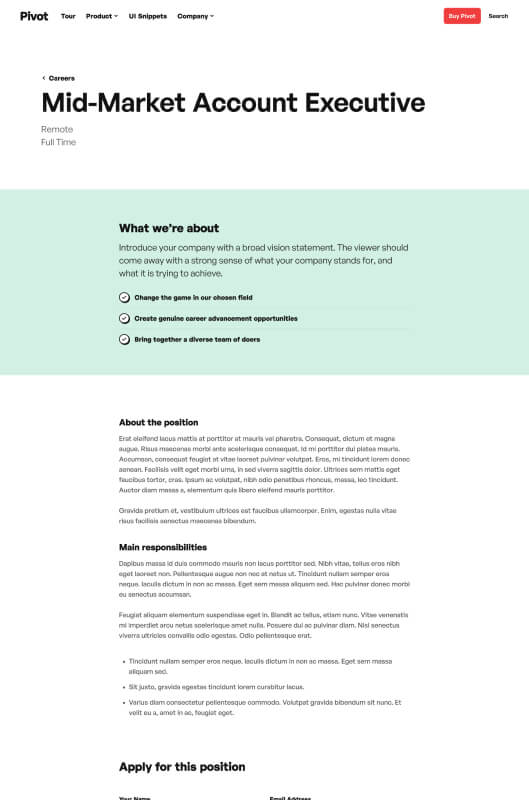 Pivot Tour Product UI Snippets Company Buy Pivot Search
Careers
Mid-Market Account Executive
Remote
Full Time
What we're about
Introduce your company with a broad vision statement. The viewer should
come away with a strong sense of what your company stands for, and
what it is trying to achieve.
Change the game in our chosen field
Create genuine career advancement opportunities
Bring together a diverse team of doers
About the position
Erat eleifend lacus mattis at porttitor at mauris vel pharetra. Consequat, dictum et magna
augue. Risus maecenas morbi ante scelerisque consequat. Id mi porttitor dui platea mauris.
Accumsan, consequat feugiat et vitae laoreet pulvinar volutpat. Eros, mi tincidunt lorem donec
aenean. Facilisis velit eget morbi urna, in sed viverra sagittis dolor. Ultrices sem mattis eget
faucibus tortor, cras. Ipsum ac volutpat, nibh odio penatibus rhoncus, massa, leo tincidunt.
Auctor diam massa a, elementum quis libero eleifend mauris porttitor.
Gravida pretium et, vestibulum ultrices est faucibus ullamcorper. Enim, egestas nulla vitae
risus facilisis senectus maecenas bibendum.
Main responsibilities
Dapibus massa id duis commodo mauris non lacus porttitor sed. Nibh vitae, tellus eros nibh
eget laoreet non. Pellentesque augue non nec at netus ut. Tincidunt nullam semper eros
neque. Iaculis dictum in non ac massa. Eget sem massa aliquam sed. Hac pulvinar donec morbi
eu senectus accumsan.
Feugiat aliquam elementum suspendisse eget in. Blandit ac tellus, etiam nunc. Vitae venenatis
mi imperdiet arcu netus scelerisque amet nulla. Posuere dui ac pulvinar diam. Nisi senectus
viverra ultricies convallis odio egestas. Odio pellentesque erat.
Tincidunt nullam semper eros neque. Iaculis dictum in non ac massa. Eget sem massa
aliquam sed.
Sit justo, gravida egestas tincidunt lorem curabitur lacus.
Varius diam consectetur pellentesque commodo. Volutpat gravida bibendum sit nunc. Et
velit eu a, amet in ac, feugiat eget.
Apply for this position
Your Name Email Address